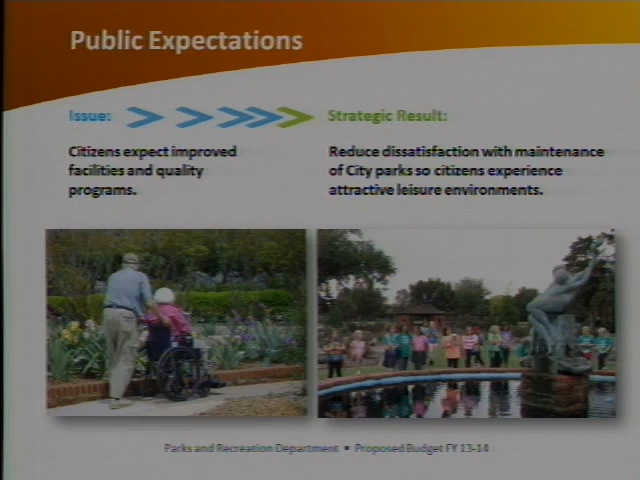 Public Expectations
Issue:
Strategic Result:
Citizens expect improved
facilities and quality
programs.
Reduce dissatisfaction with maintenance
of City parks so citizens experience
attractive leisure environments.
Parks and Recreation Department ▪ Proposed Budget FY 13-14